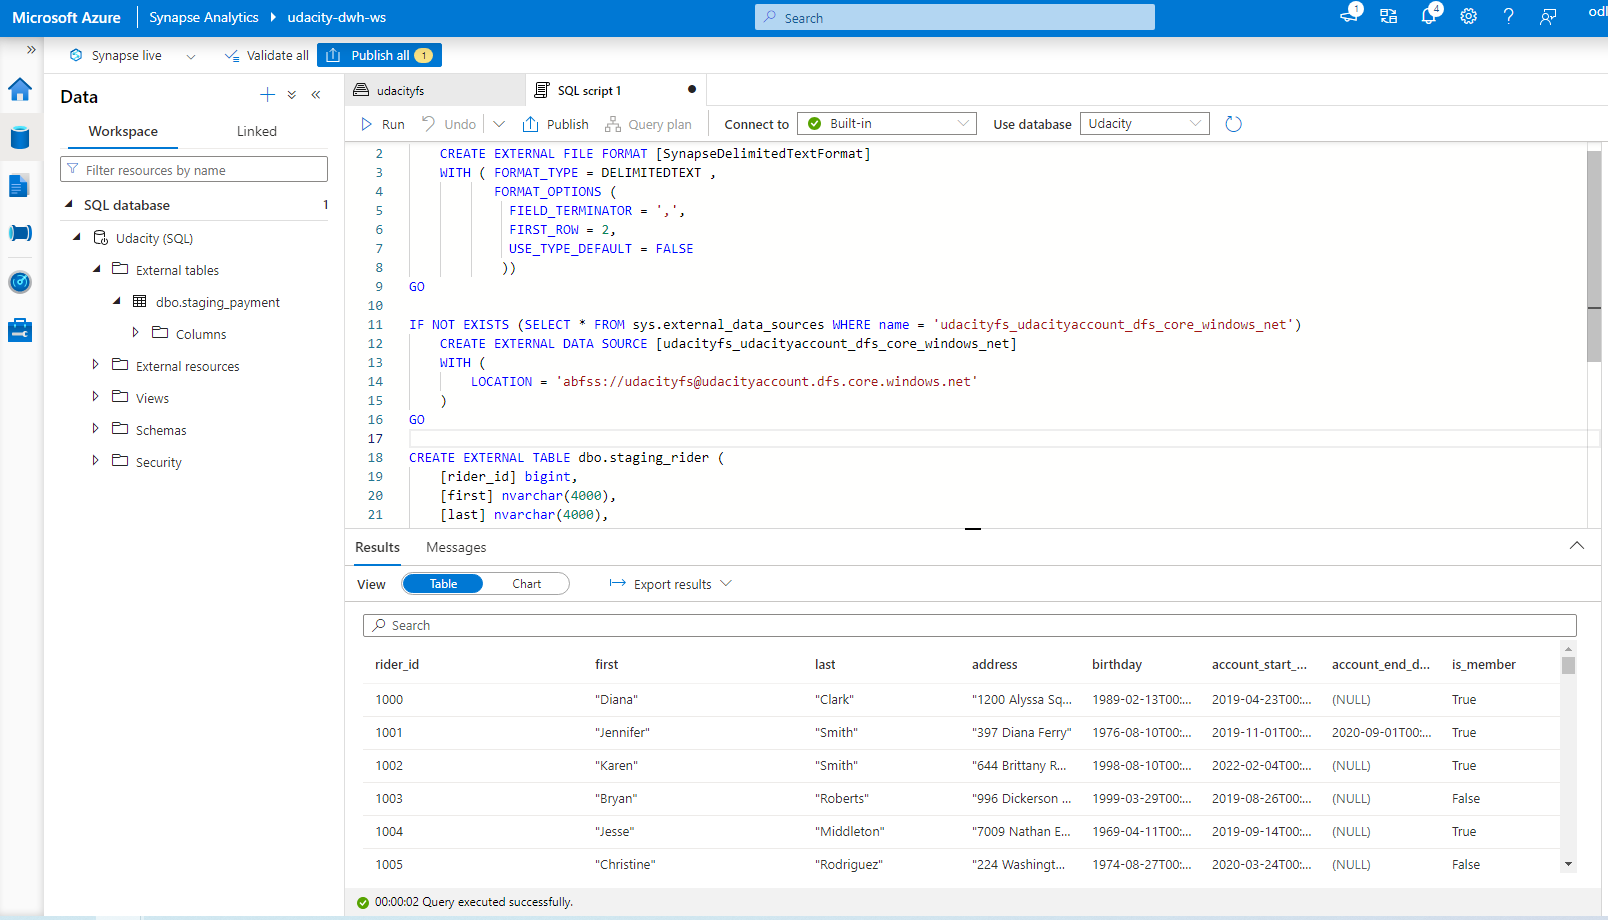 Microsoft Azure
Synapse Analytics
udacity-dwh-ws
Search
1
4
Synapse live
Validate all
Publish all 1
Data
Workspace
Linked
Filter resources by name
SQL database 1
Udacity (SQL)
External tables
dbo.staging_payment
Columns
External resources
Views
Schemas
Security
udacityfs
SQL script 1
Run
Undo
Publish
Query plan
Connect to
Built-in
Use database
Udacity
2 CREATE EXTERNAL FILE FORMAT [SynapseDelimitedTextFormat]
3 WITH ( FORMAT_TYPE = DELIMITEDTEXT ,
4 FORMAT_OPTIONS (
5 FIELD_TERMINATOR = ',',
6 FIRST_ROW = 2,
7 USE_TYPE_DEFAULT = FALSE
8 ))
9 GO
10
11 IF NOT EXISTS (SELECT * FROM sys.external_data_sources WHERE name = 'udacityfs_udacityaccount_dfs_core_windows_net')
12 CREATE EXTERNAL DATA SOURCE [udacityfs_udacityaccount_dfs_core_windows_net]
13 WITH (
14 LOCATION = 'abfss://udacityfs@udacityaccount.dfs.core.windows.net'
15 )
16 GO
17
18 CREATE EXTERNAL TABLE dbo.staging_rider (
19 [rider_id] bigint,
20 [first] nvarchar(4000),
21 [last] nvarchar(4000),
Results
Messages
View
Table
Chart
Export results
Search
rider_id first last address birthday account_start_... account_end_d... is_member
1000 "Diana" "Clark" "1200 Alyssa Sq... 1989-02-13T00:... 2019-04-23T00:... (NULL) True
1001 "Jennifer" "Smith" "397 Diana Ferry" 1976-08-10T00:... 2019-11-01T00:... 2020-09-01T00:... True
1002 "Karen" "Smith" "644 Brittany R... 1998-08-10T00:... 2022-02-04T00:... (NULL) True
1003 "Bryan" "Roberts" "996 Dickerson ... 1999-03-29T00:... 2019-08-26T00:... (NULL) False
1004 "Jesse" "Middleton" "7009 Nathan E... 1969-04-11T00:... 2019-09-14T00:... (NULL) True
1005 "Christine" "Rodriguez" "224 Washingt... 1974-08-27T00:... 2020-03-24T00:... (NULL) False
00:00:02 Query executed successfully.